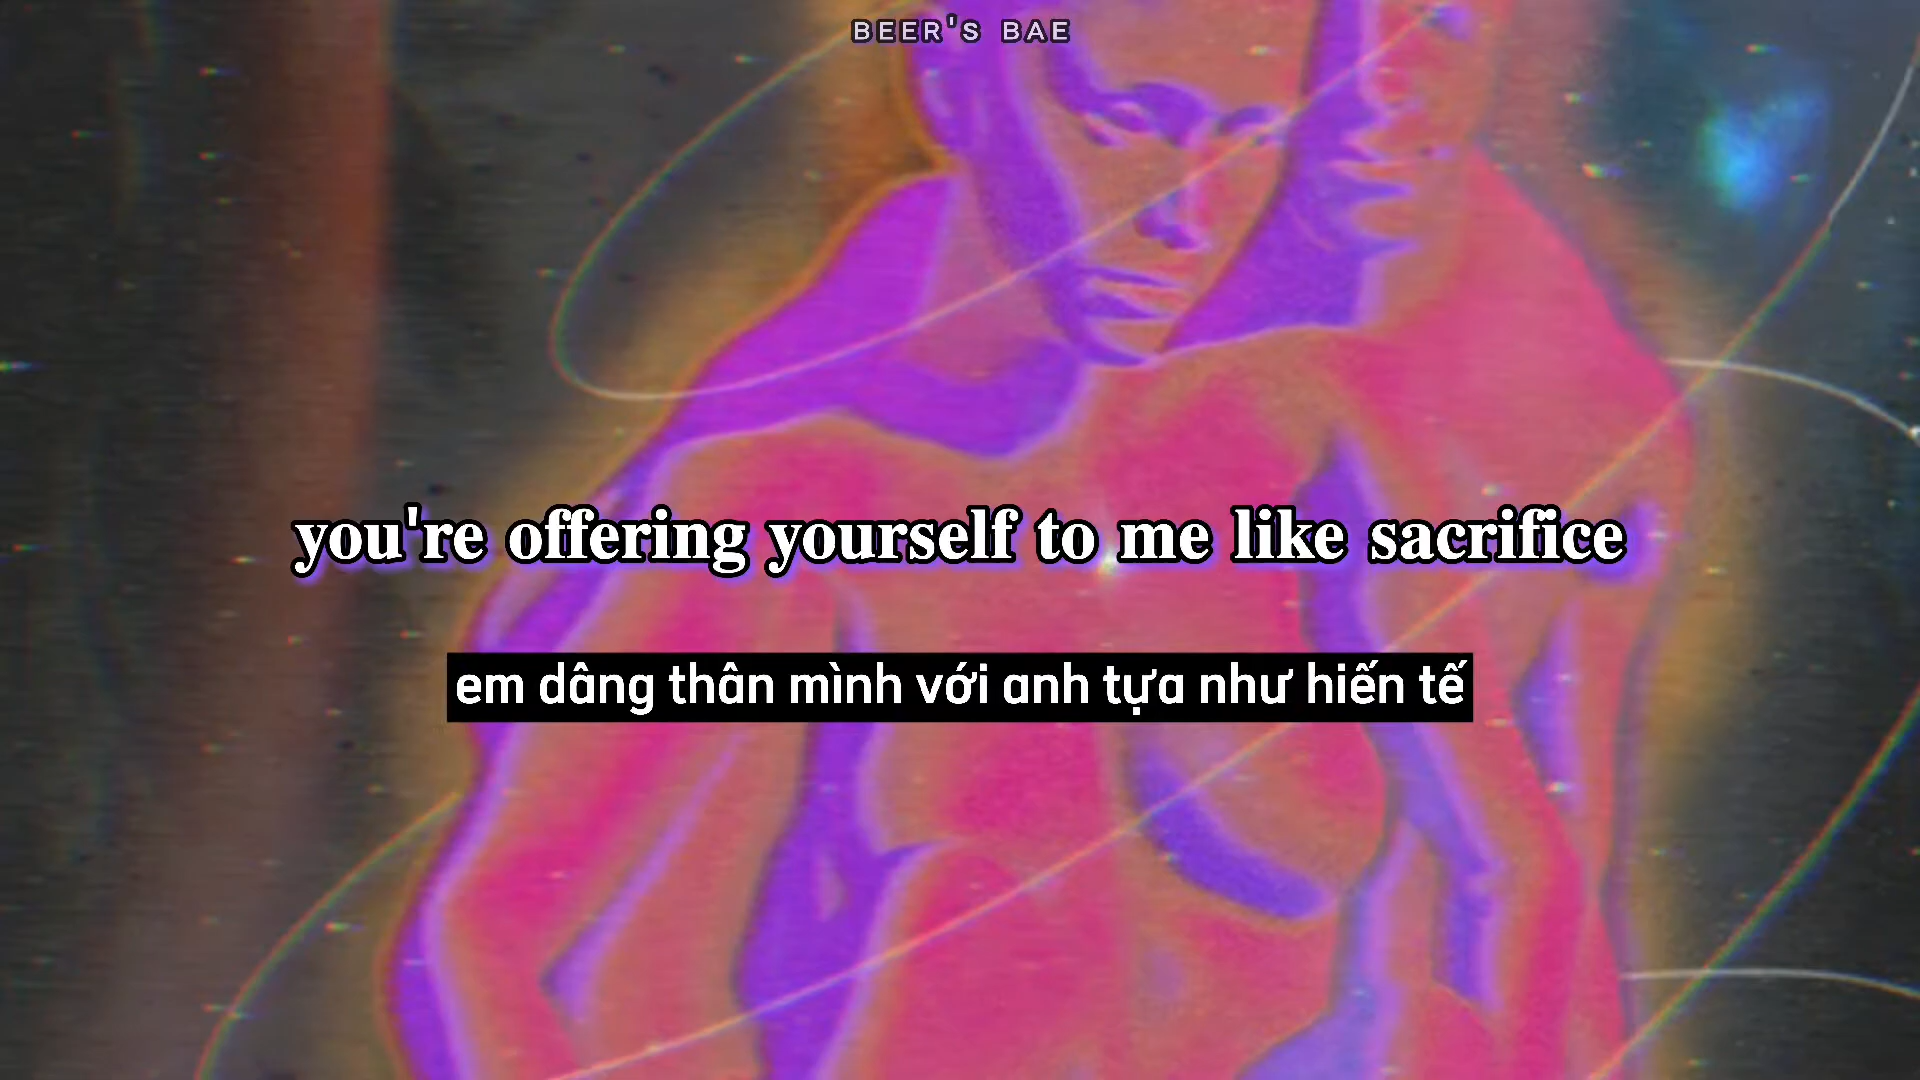 BEER'S BAE
you're offering yourself to me like sacrifice
em dâng thân mình với anh tựa như hiến tế